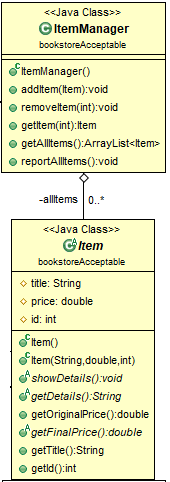 <<Java Class>>
ItemManager
bookstoreAcceptable
ItemManager()
addItem(Item):void
removeItem(int):void
getItem(int):Item
getAllItems():ArrayList<Item>
reportAllItems():void
-allItems 0..*
<<Java Class>>
Item
bookstoreAcceptable
title: String
price: double
id: int
Item()
Item(String,double,int)
showDetails():void
getDetails():String
getOriginalPrice():double
getFinalPrice():double
getTitle():String
getId():int